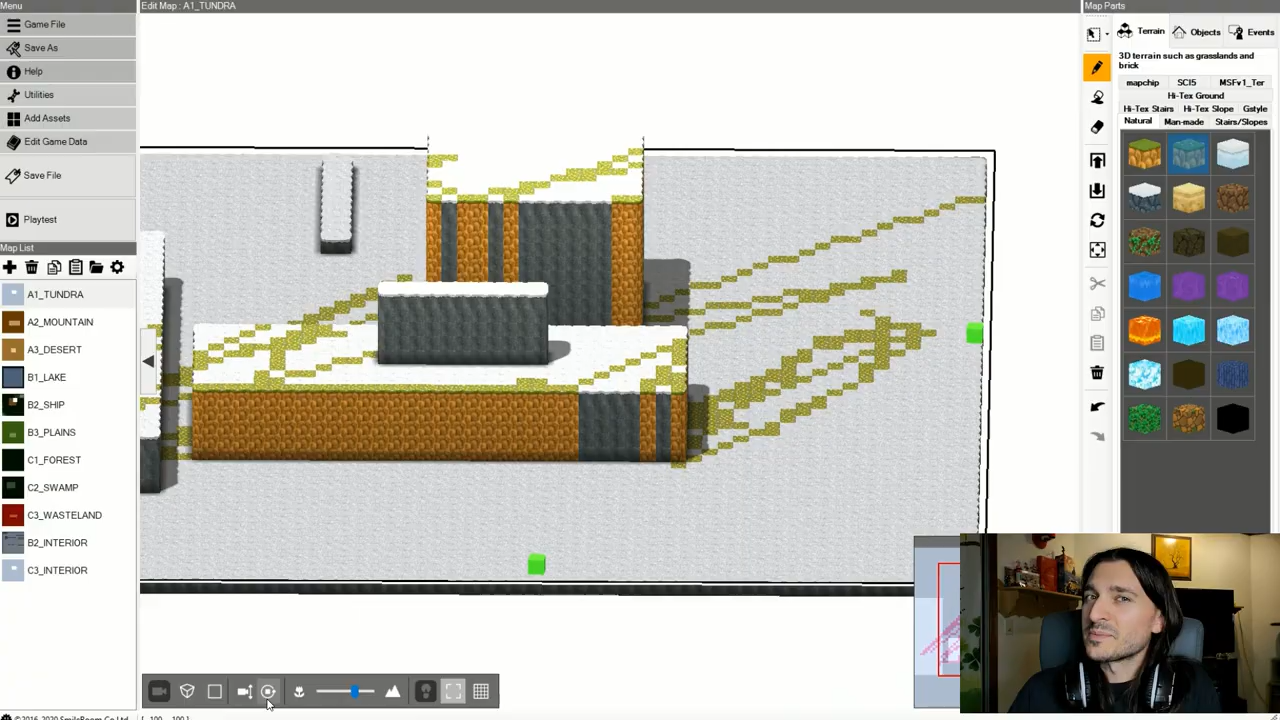 Menu
Edit Map : A1_TUNDRA
Map Parts
Game File
Save As
Help
Utilities
Add Assets
Edit Game Data
Save File
Playtest
Map List
A1_TUNDRA
A2_MOUNTAIN
A3_DESERT
B1_LAKE
B2_SHIP
B3_PLAINS
C1_FOREST
C2_SWAMP
C3_WASTELAND
B2_INTERIOR
C3_INTERIOR
Terrain
Objects
Events
3D terrain such as grasslands and
brick
mapchip
SCI5
MSFv1_Ter
Hi-Tex Ground
Hi-Tex Stairs
Hi-Tex Slope
Gstyle
Natural
Man-made
Stairs/Slopes